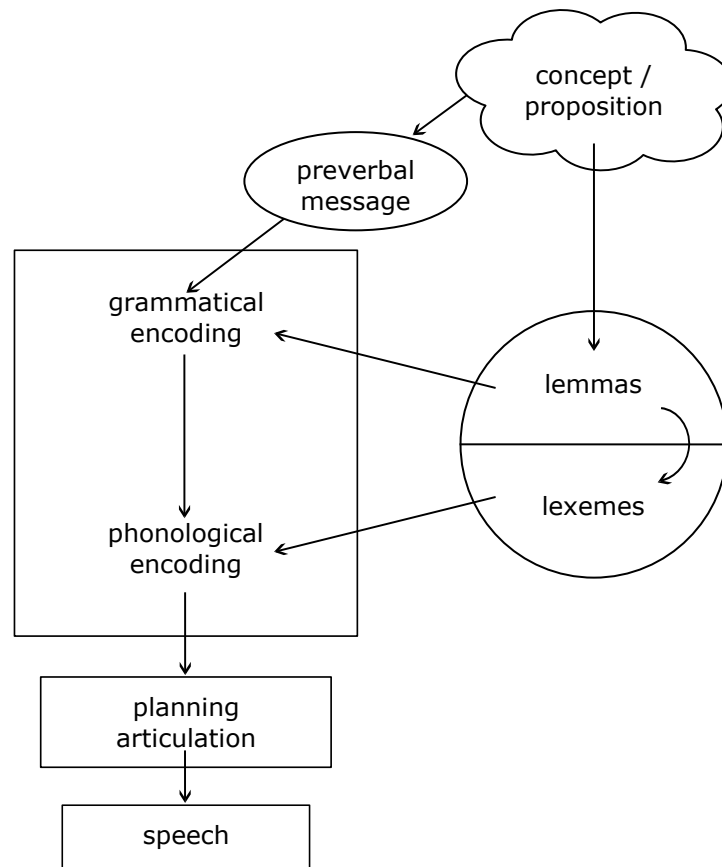 concept /
proposition
preverbal
message
grammatical
encoding
lemmas
lexemes
phonological
encoding
planning
articulation
speech